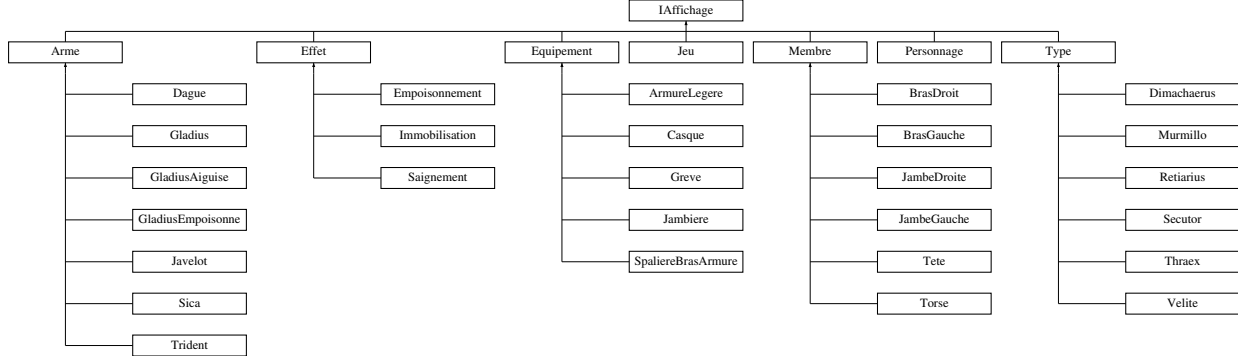 IAffichage
Arme Effet Equipement Jeu Membre Personnage Type
Dague Empoisonnement ArmureLegere BrasDroit Dimachaerus
Gladius Immobilisation Casque BrasGauche Murmillo
GladiusAiguise Saignement Greve JambeDroite Retiarius
GladiusEmpoisonne Jambiere JambeGauche Secutor
Javelot SpaliereBrasArmure Tete Thraex
Sica Torse Velite
Trident